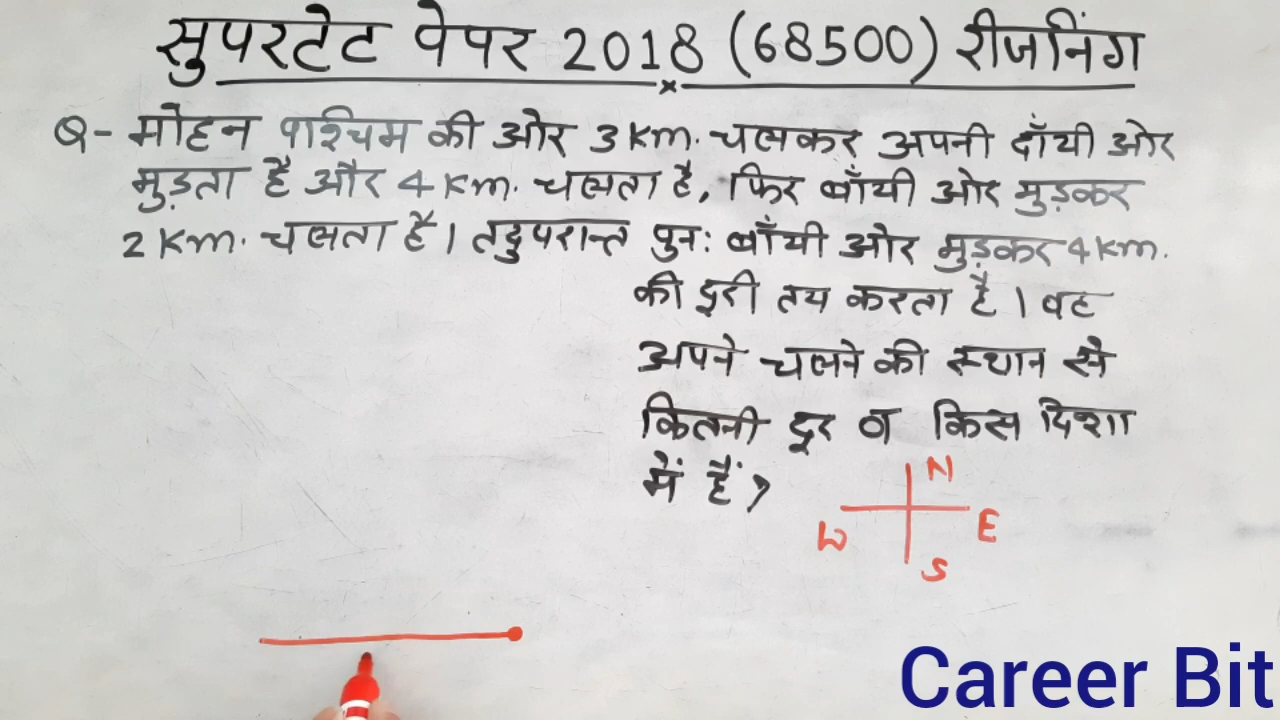 सुपरटेट पेपर 2018 (68500) रीजनिंग
Q- मोहन पाश्चिम की ओर 3 Km. चलकर अपनी दाँयी ओर
मुड़ता है और 4 Km. चलता है, फिर बाँयी ओर मुड़कर
2 Km. चलता है। तदुपरान्त पुनः बाँयी ओर मुड़कर 4 Km.
की दूरी तय करता है। वह
अपने चलने की स्थान से
कितनी दूर व किस दिशा
में हैं?
N
W E
S
Career Bit